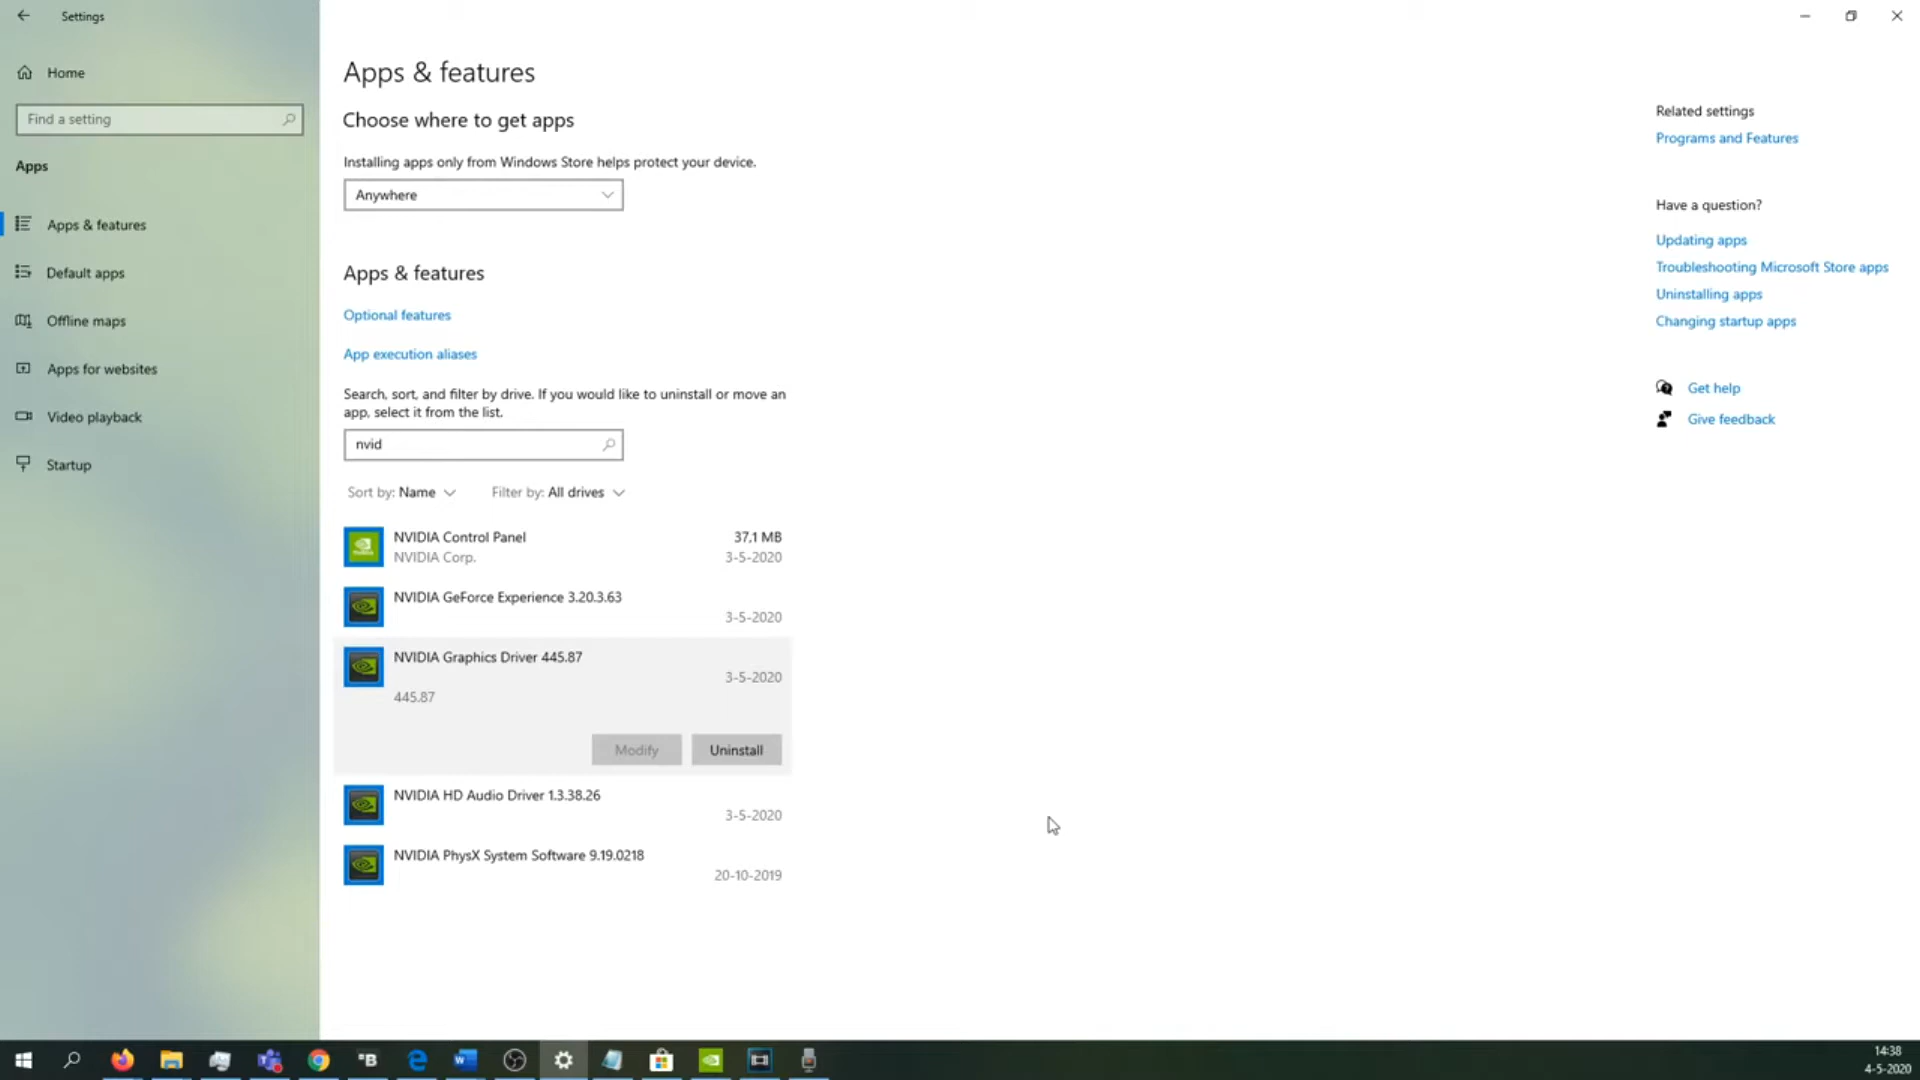 Settings
Home
Find a setting
Apps
Apps & features
Default apps
Offline maps
Apps for websites
Video playback
Startup
Apps & features
Choose where to get apps
Installing apps only from Windows Store helps protect your device.
Anywhere
Apps & features
Optional features
App execution aliases
Search, sort, and filter by drive. If you would like to uninstall or move an
app, select it from the list.
nvid
Sort by: Name Filter by: All drives
NVIDIA Control Panel 37,1 MB
NVIDIA Corp. 3-5-2020
NVIDIA GeForce Experience 3.20.3.63
3-5-2020
NVIDIA Graphics Driver 445.87
3-5-2020
445.87
Modify Uninstall
NVIDIA HD Audio Driver 1.3.38.26
3-5-2020
NVIDIA PhysX System Software 9.19.0218
20-10-2019
Related settings
Programs and Features
Have a question?
Updating apps
Troubleshooting Microsoft Store apps
Uninstalling apps
Changing startup apps
Get help
Give feedback
14:38
4-5-2020